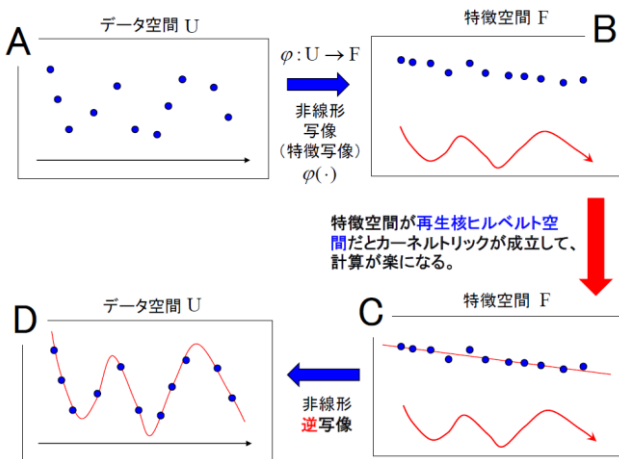 データ空間 U
A
φ : U → F
非線形
写像
(特徴写像)
φ(·)
特徴空間 F
B
特徴空間が再生核ヒルベルト空
間だとカーネルトリックが成立して、
計算が楽になる。
データ空間 U
D
特徴空間 F
C
非線形
逆写像